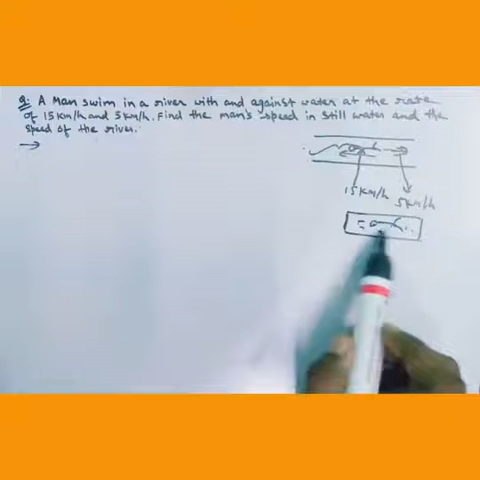 Q. A Man swim in a river with and against water at the rate
of 15 km/h and 5 km/h. Find the man's speed in still water and the
speed of the river.
15 km/h
5 km/h